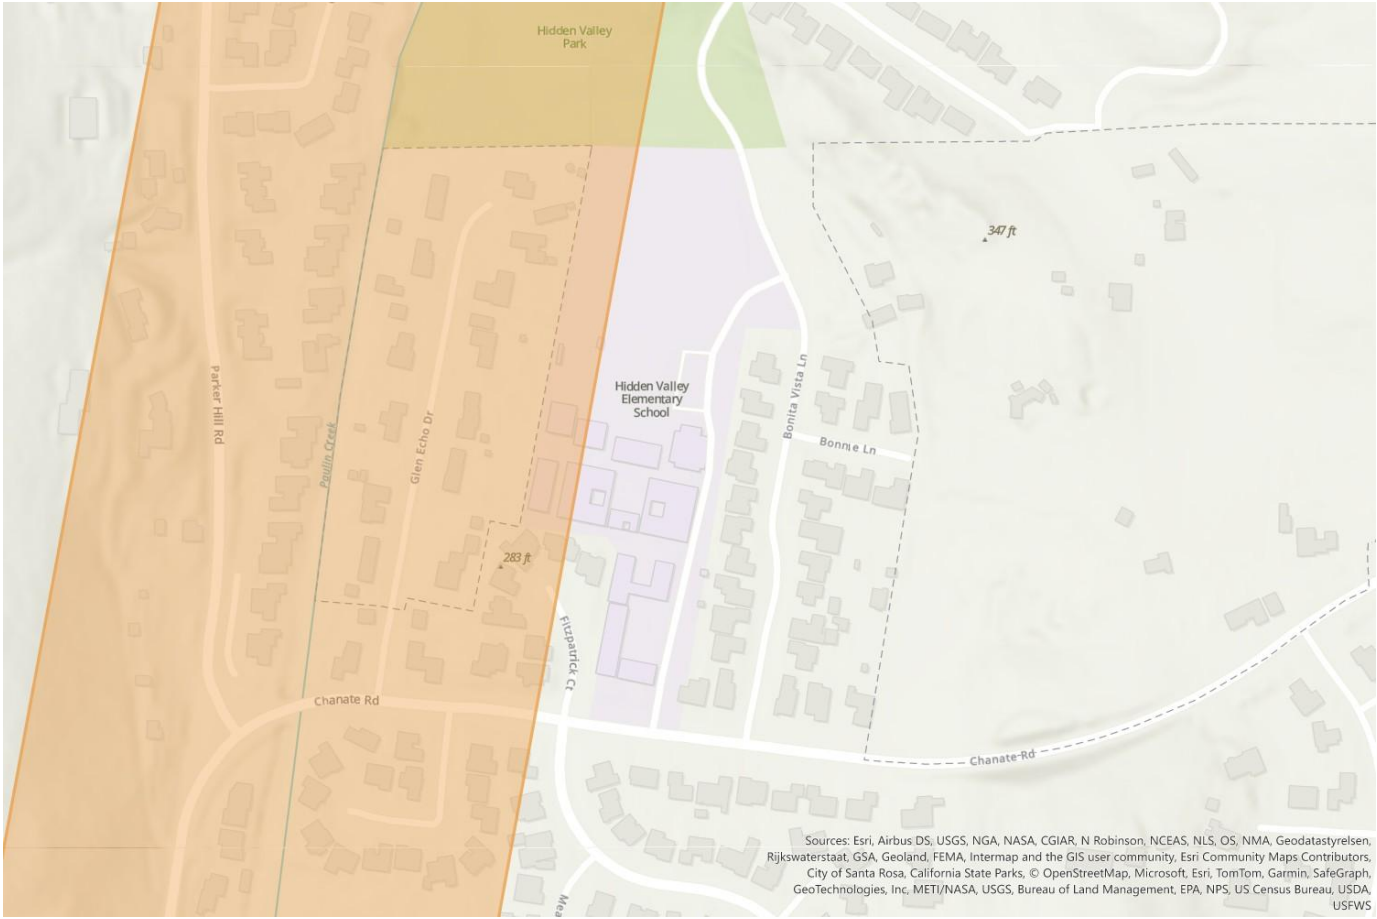 Hidden Valley
Park
347 ft
Parker Hill Rd
Hidden Valley
Elementary
School
Bonita Vista Ln
Glen Echo Dr
Paulin Creek
Bonnie Ln
283 ft
Fitzpatrick Ct
Chanate Rd
Chanate Rd
Mea
Sources: Esri, Airbus DS, USGS, NGA, NASA, CGIAR, N Robinson, NCEAS, NLS, OS, NMA, Geodatastyrelsen,
Rijkswaterstaat, GSA, Geoland, FEMA, Intermap and the GIS user community, Esri Community Maps Contributors,
City of Santa Rosa, California State Parks, © OpenStreetMap, Microsoft, Esri, TomTom, Garmin, SafeGraph,
GeoTechnologies, Inc, METI/NASA, USGS, Bureau of Land Management, EPA, NPS, US Census Bureau, USDA,
USFWS